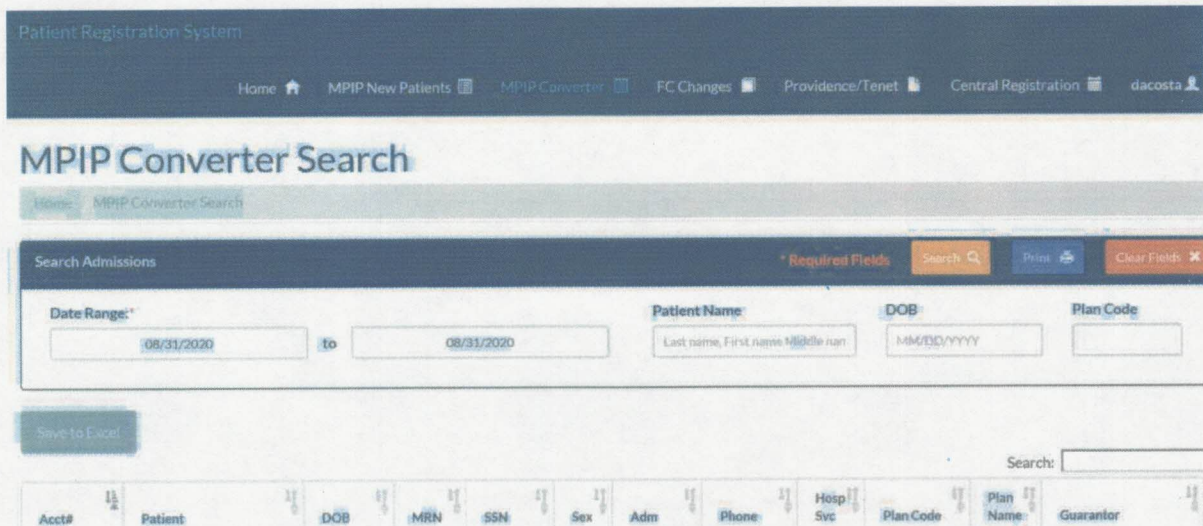 Patient Registration System
Home MPIP New Patients MPIP Converter FC Changes Providence/Tenet Central Registration dacosta
MPIP Converter Search
Home MPIP Converter Search
Search Admissions * Required Fields Search Print Clear Fields
Date Range:* Patient Name DOB Plan Code
08/31/2020 to 08/31/2020 Last name, First name Middle nam MM/DD/YYYY
Save to Excel
Search:
Acct# Patient DOB MRN SSN Sex Adm Phone Hosp Svc Plan Code Plan Name Guarantor